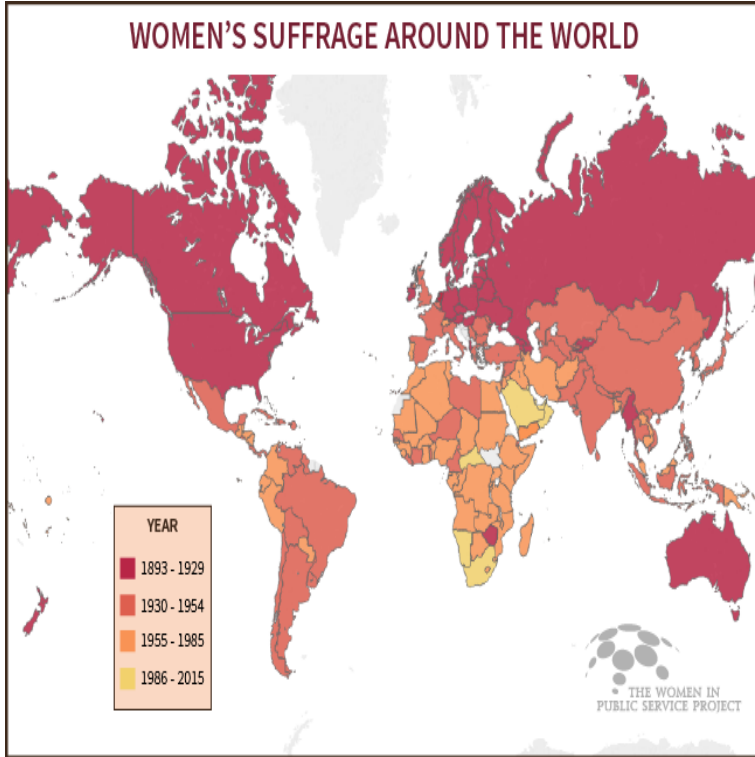 WOMEN'S SUFFRAGE AROUND THE WORLD
YEAR
1893 - 1929
1930 - 1954
1955 - 1985
1986 - 2015
THE WOMEN IN
PUBLIC SERVICE PROJECT